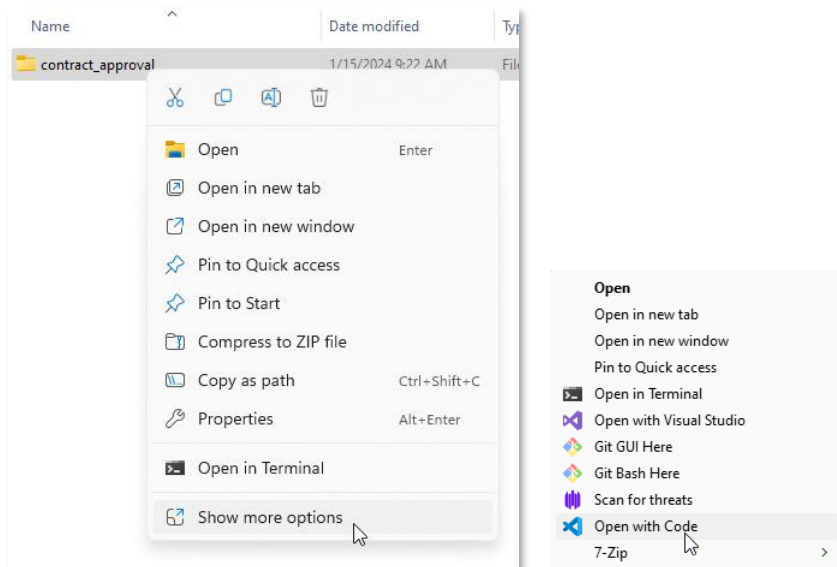 Name Date modified Typ
contract_approval 1/15/2024 9:22 AM File
Open Enter
Open in new tab
Open in new window
Pin to Quick access
Pin to Start
Compress to ZIP file
Copy as path Ctrl+Shift+C
Properties Alt+Enter
Open in Terminal
Show more options
Open
Open in new tab
Open in new window
Pin to Quick access
Open in Terminal
Open with Visual Studio
Git GUI Here
Git Bash Here
Scan for threats
Open with Code
7-Zip